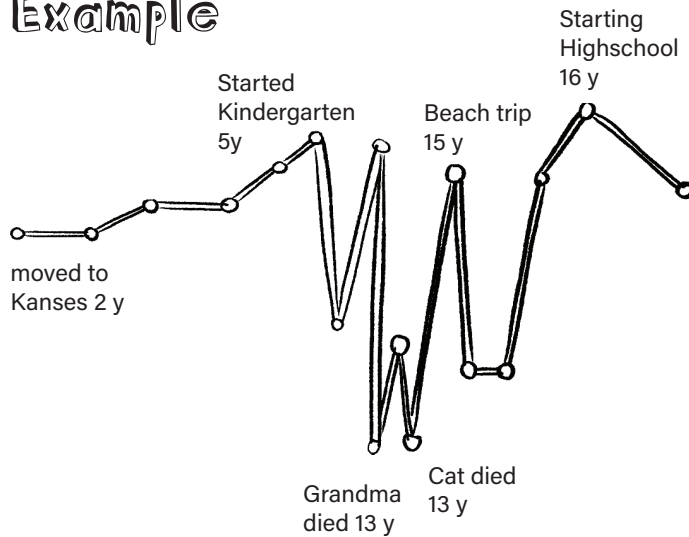 Example
Starting
Highschool
16 y
Started
Kindergarten
5y
Beach trip
15 y
moved to
Kanses 2 y
Grandma
died 13 y
Cat died
13 y